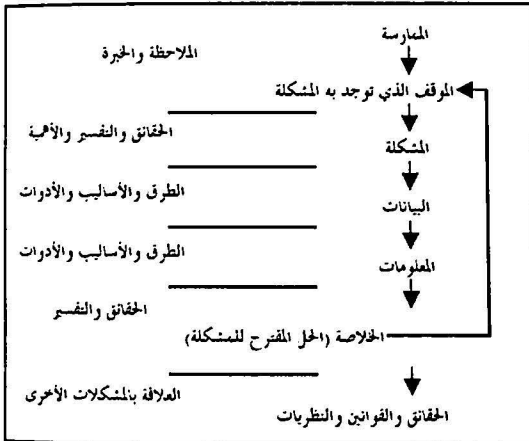 الممارسة
الملاحظة والخبرة
الموقف الذي توجد به المشكلة
الحقائق والتفسير والأهمية
المشكلة
الطرق والأساليب والأدوات
البيانات
الطرق والأساليب والأدوات
المعلومات
الحقائق والتفسير
الخلاصة (الحل المقترح للمشكلة)
العلاقة بالمشكلات الأخرى
الحقائق والقوانين والنظريات